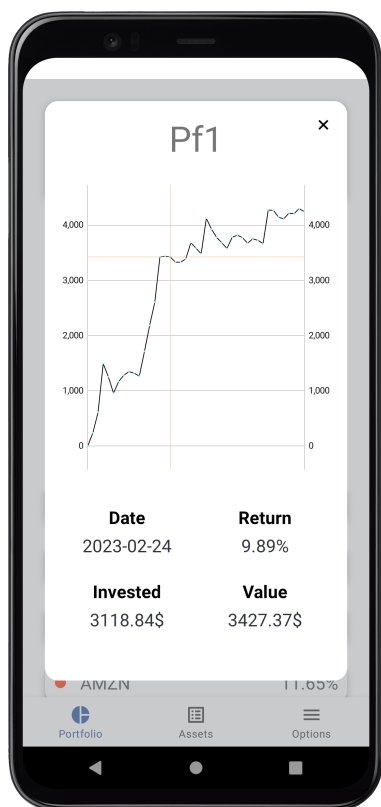 Pf1
×
4,000 4,000
3,000 3,000
2,000 2,000
1,000 1,000
0 0
Date Return
2023-02-24 9.89%
Invested Value
3118.84$ 3427.37$
AMZN 11.65%
Portfolio Assets Options